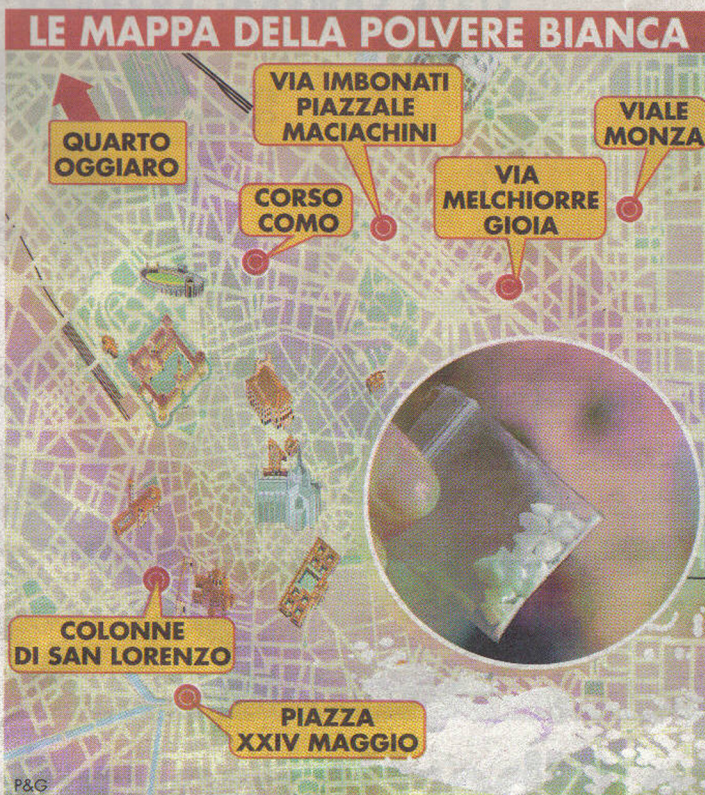 LE MAPPA DELLA POLVERE BIANCA
VIA IMBONATI
PIAZZALE
MACIACHINI
VIALE
MONZA
QUARTO
OGGIARO
VIA
MELCHIORRE
GIOIA
CORSO
COMO
COLONNE
DI SAN LORENZO
PIAZZA
XXIV MAGGIO
P&G